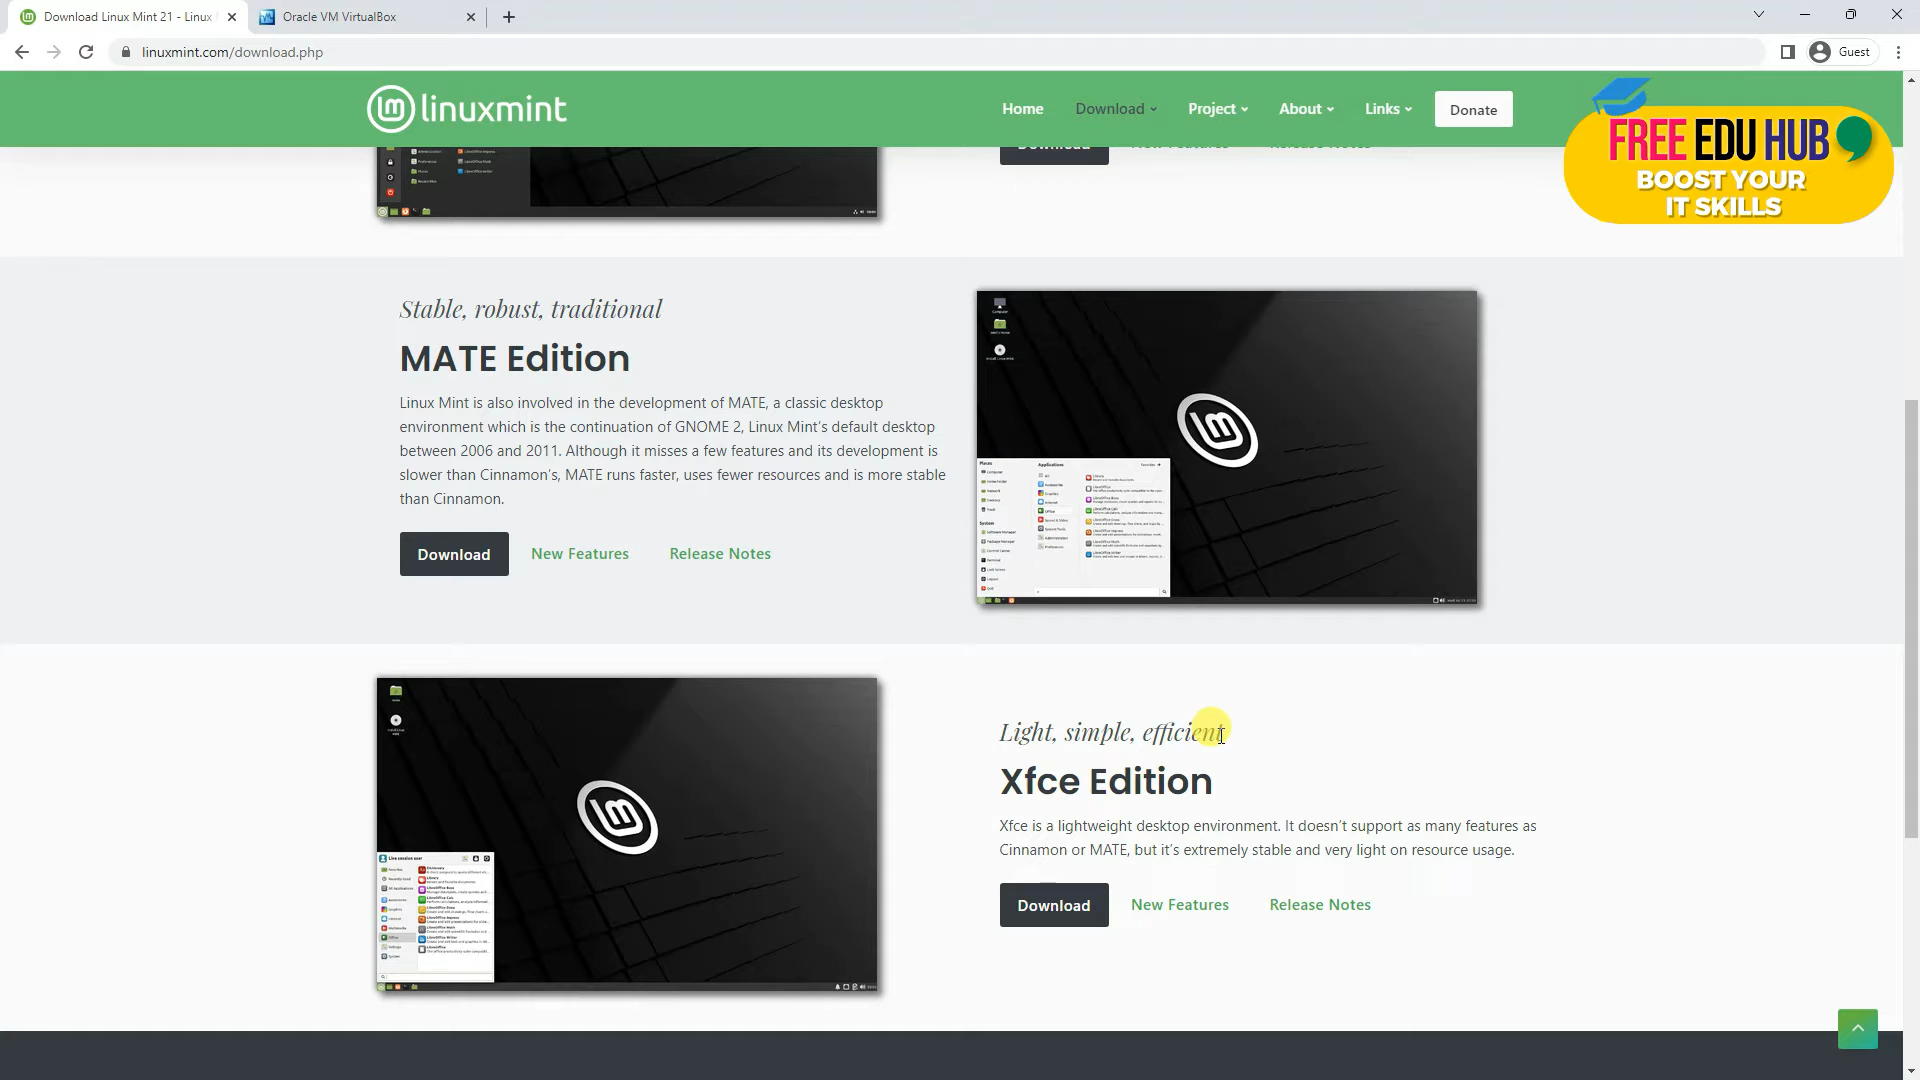 Download Linux Mint 21 - Linux
Oracle VM VirtualBox
linuxmint.com/download.php
Guest
linuxmint
Home
Download
Project
About
Links
Donate
FREE EDU HUB
BOOST YOUR
IT SKILLS
Stable, robust, traditional
MATE Edition
Linux Mint is also involved in the development of MATE, a classic desktop
environment which is the continuation of GNOME 2, Linux Mint's default desktop
between 2006 and 2011. Although it misses a few features and its development is
slower than Cinnamon's, MATE runs faster, uses fewer resources and is more stable
than Cinnamon.
Download
New Features
Release Notes
Light, simple, efficient
Xfce Edition
Xfce is a lightweight desktop environment. It doesn't support as many features as
Cinnamon or MATE, but it's extremely stable and very light on resource usage.
Download
New Features
Release Notes